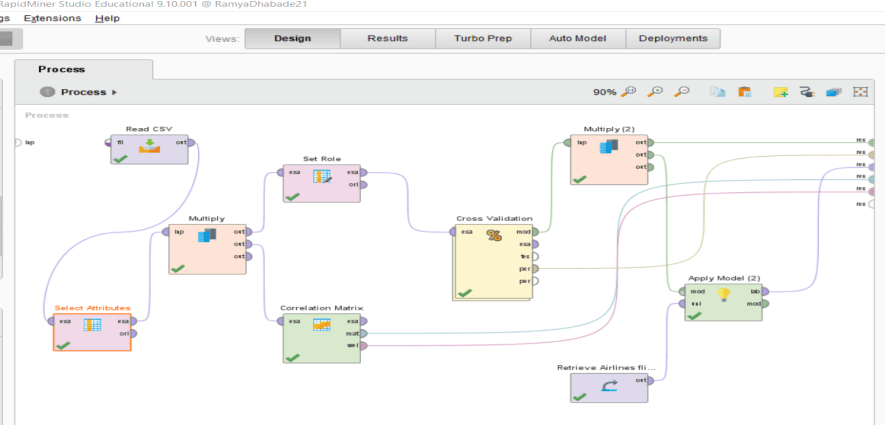 RapidMiner Studio Educational 9.10.001 @ RamyaDhabade21
gs Extensions Help
Views: Design Results Turbo Prep Auto Model Deployments
Process
Process
90%
Process
inp
Read CSV
fil out
Set Role
exa exa
ori
Multiply
inp out
out
out
Select Attributes
exa exa
ori
Correlation Matrix
exa exa
mat
wei
Cross Validation
exa mod
exa
tes
per
per
Multiply (2)
inp out
out
out
Apply Model (2)
mod lab
unl mod
Retrieve Airlines fli...
out
res
res
res
res
res
res